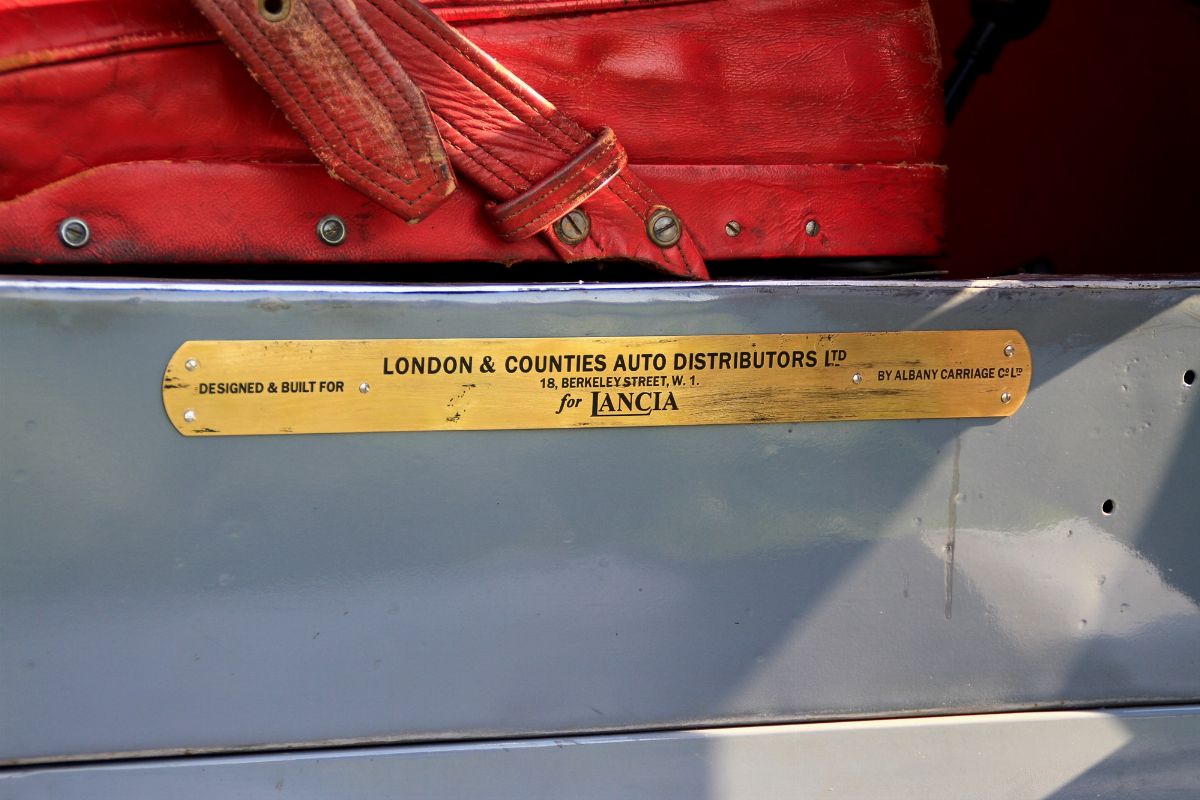 LONDON & COUNTIES AUTO DISTRIBUTORS LTD
DESIGNED & BUILT FOR
18, BERKELEY STREET, W. 1.
BY ALBANY CARRIAGE Co LTD
for LANCIA